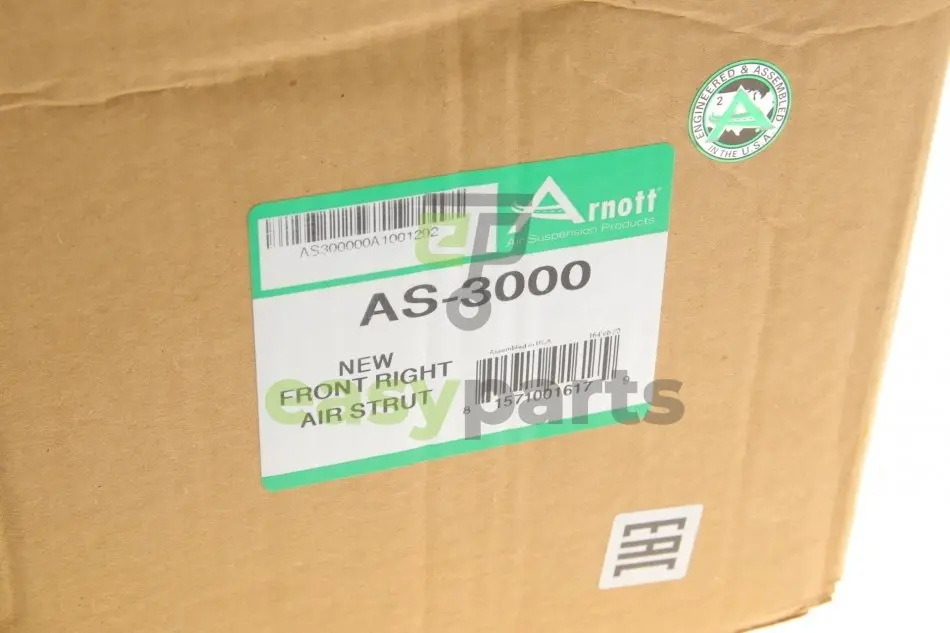 ENGINEERED & ASSEMBLED
IN THE U.S.A.
Arnott
Air Suspension Products
AS300000A1001292
AS-3000
NEW
FRONT RIGHT
AIR STRUT
Assembled in USA
8 1571001617 9
easyparts
EAC